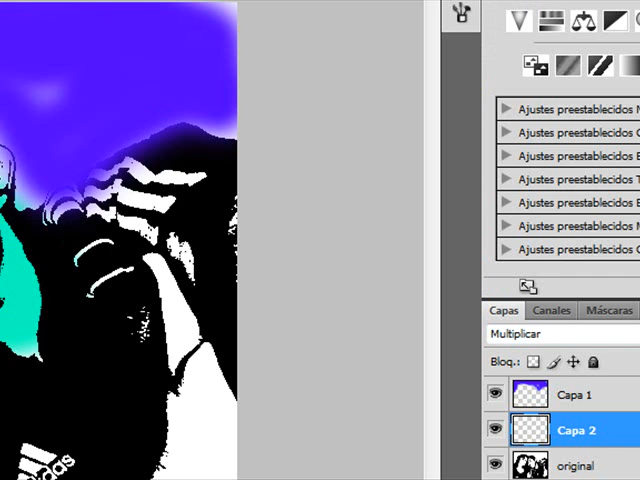 Ajustes preestablecidos M
Ajustes preestablecidos C
Ajustes preestablecidos E
Ajustes preestablecidos T
Ajustes preestablecidos E
Ajustes preestablecidos M
Ajustes preestablecidos C
Capas Canales Máscaras
Multiplicar
Bloq.:
Capa 1
Capa 2
original
adidas